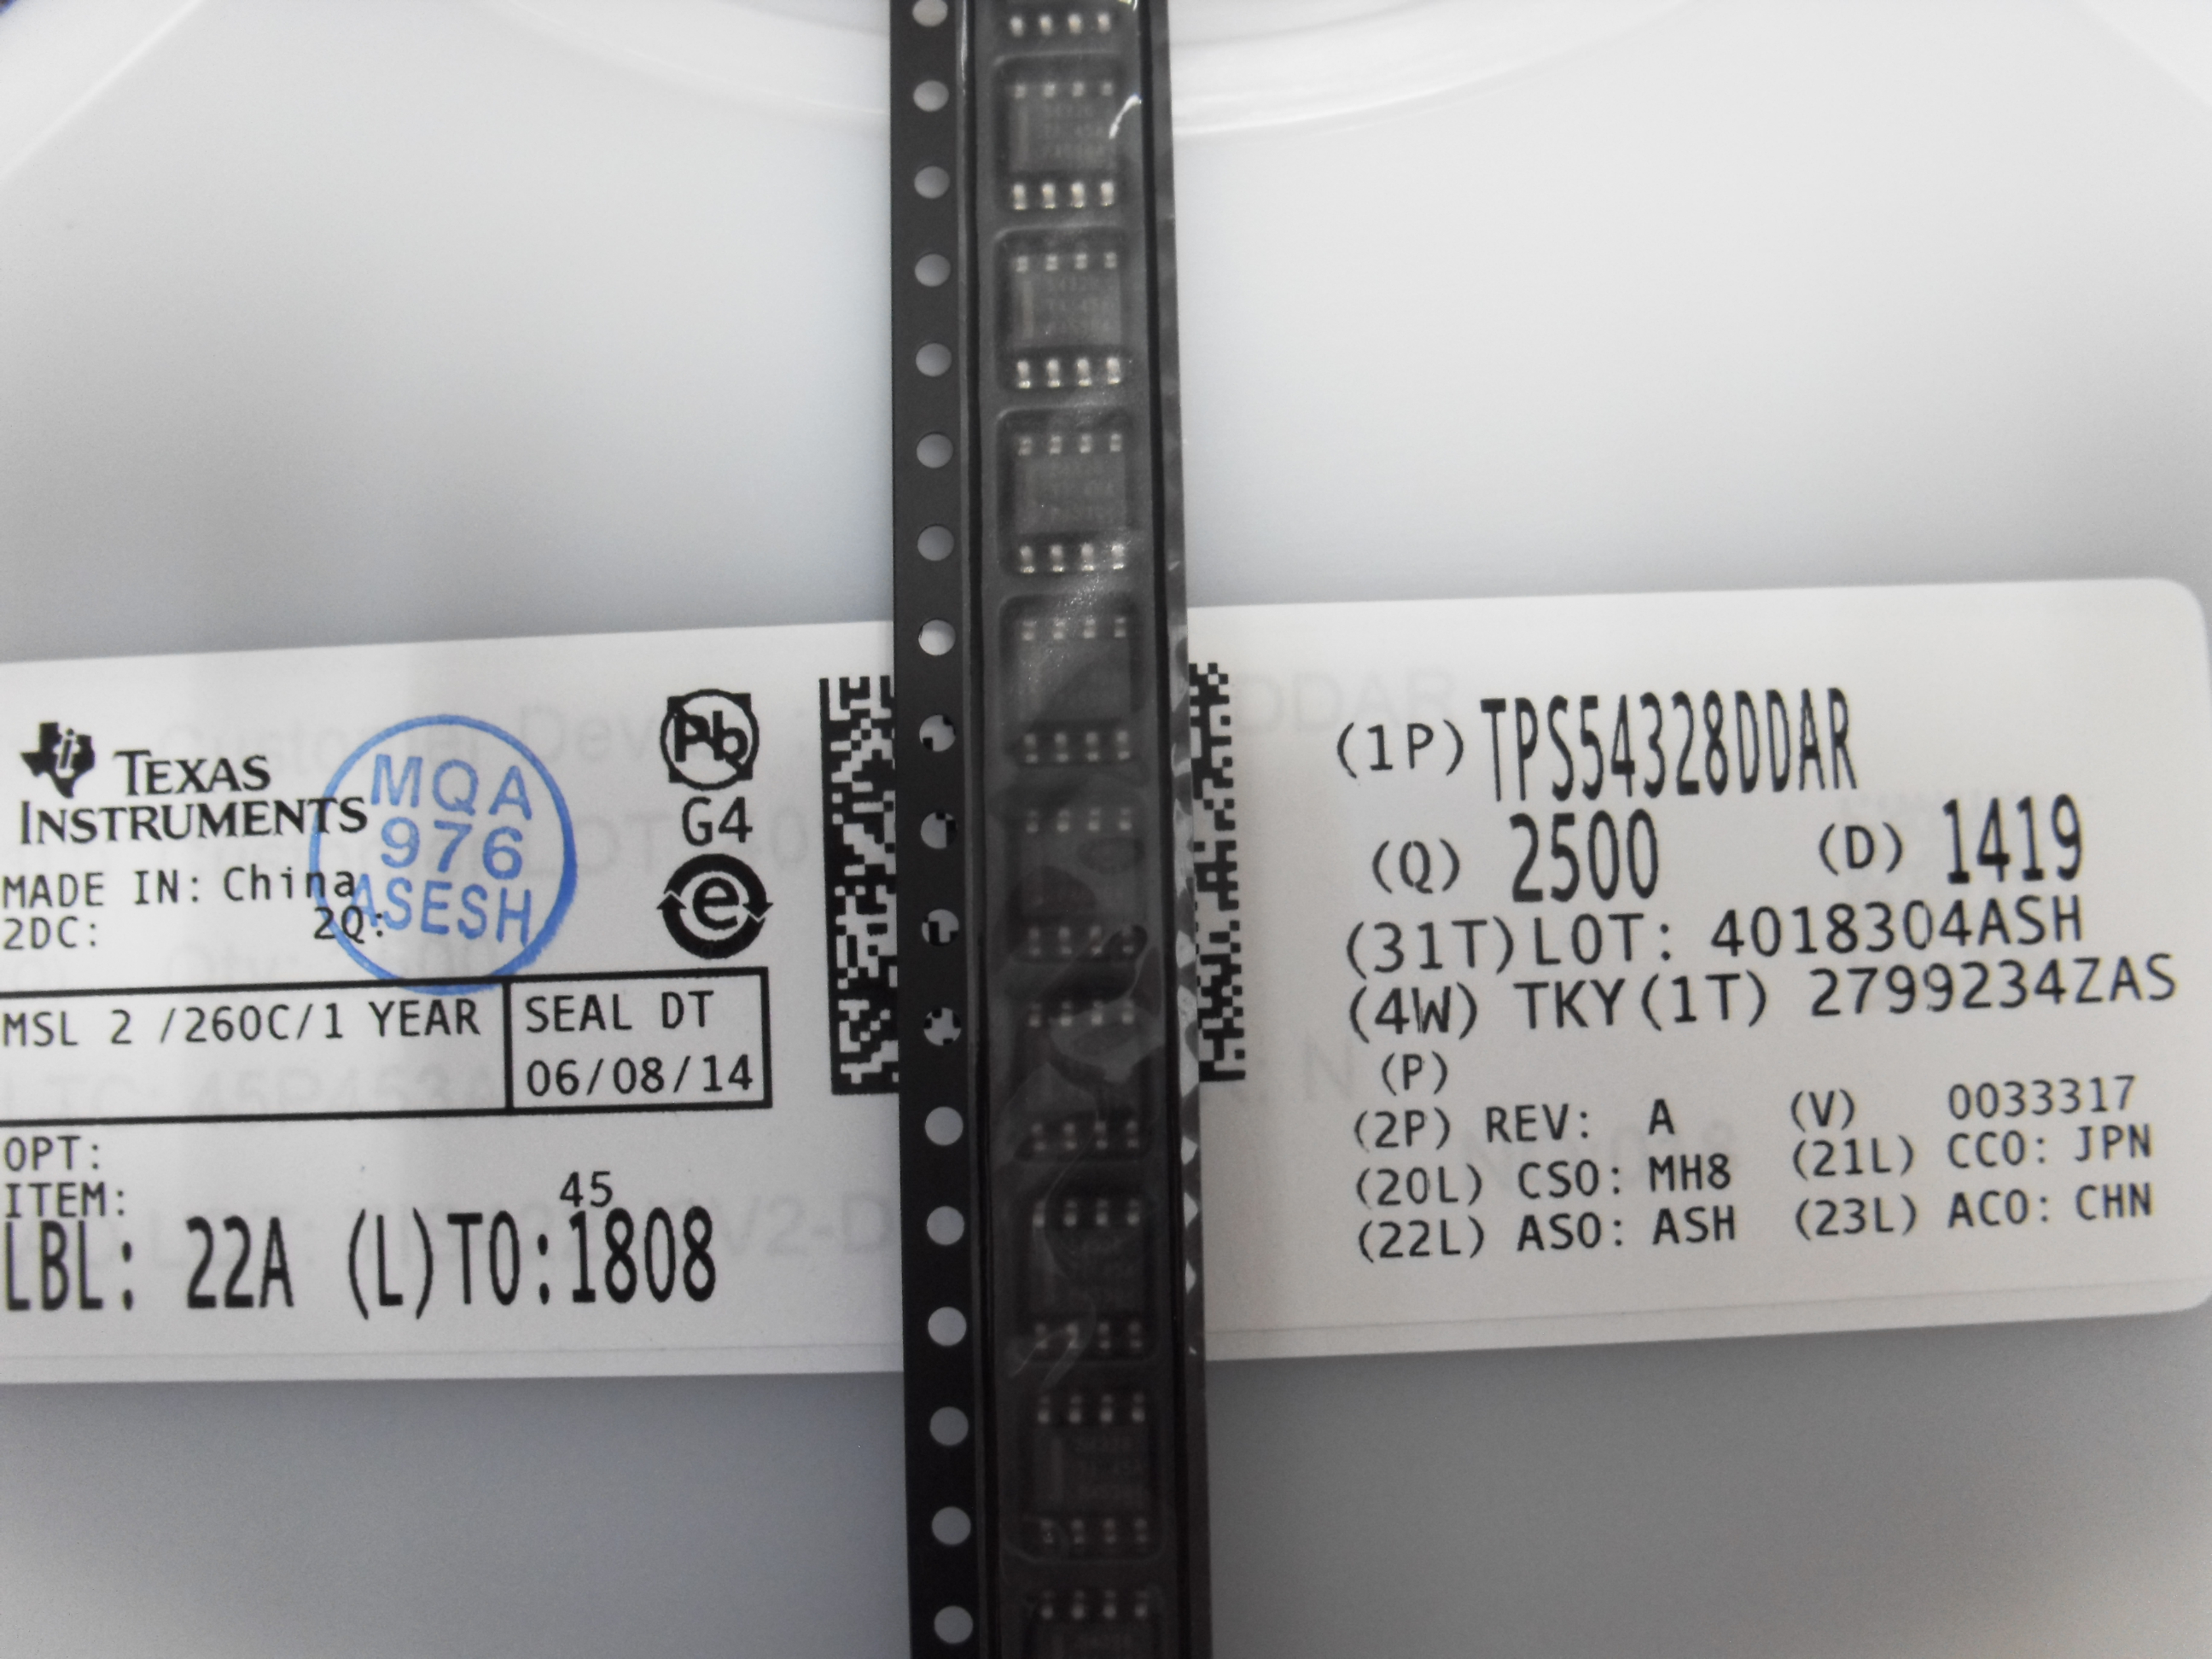 TEXAS
INSTRUMENTS
MADE IN: China
2DC: 2Q:
MQA
976
ASESH
Pb
G4
e
MSL 2 /260C/1 YEAR
SEAL DT
06/08/14
OPT:
ITEM:
45
LBL: 22A (L)TO:1808
(1P) TPS54328DDAR
(Q) 2500 (D) 1419
(31T)LOT: 4018304ASH
(4W) TKY(1T) 2799234ZAS
(P)
(2P) REV: A (V) 0033317
(20L) CSO: MH8 (21L) CCO: JPN
(22L) ASO: ASH (23L) ACO: CHN